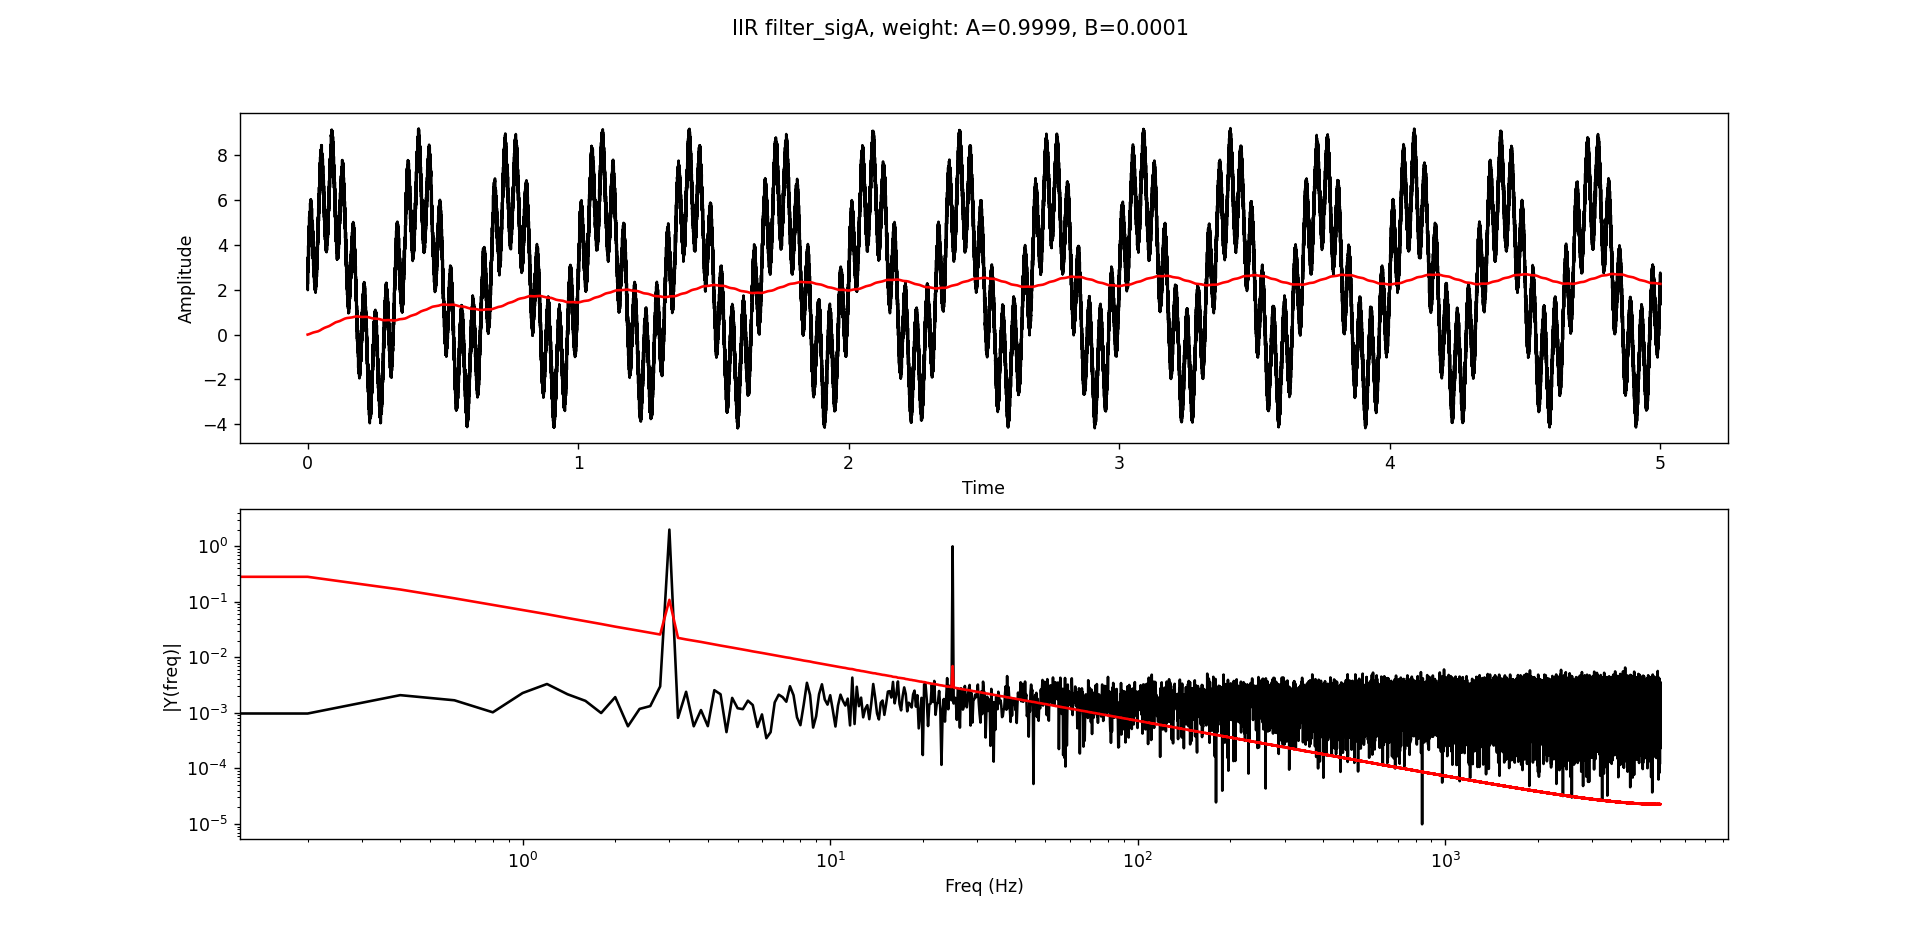 IIR filter_sigA, weight: A=0.9999, B=0.0001
8
6
4
2
0
−2
−4
Amplitude
0 1 2 3 4 5
Time
10⁰
10⁻¹
10⁻²
10⁻³
10⁻⁴
10⁻⁵
|Y(freq)|
10⁰ 10¹ 10² 10³
Freq (Hz)